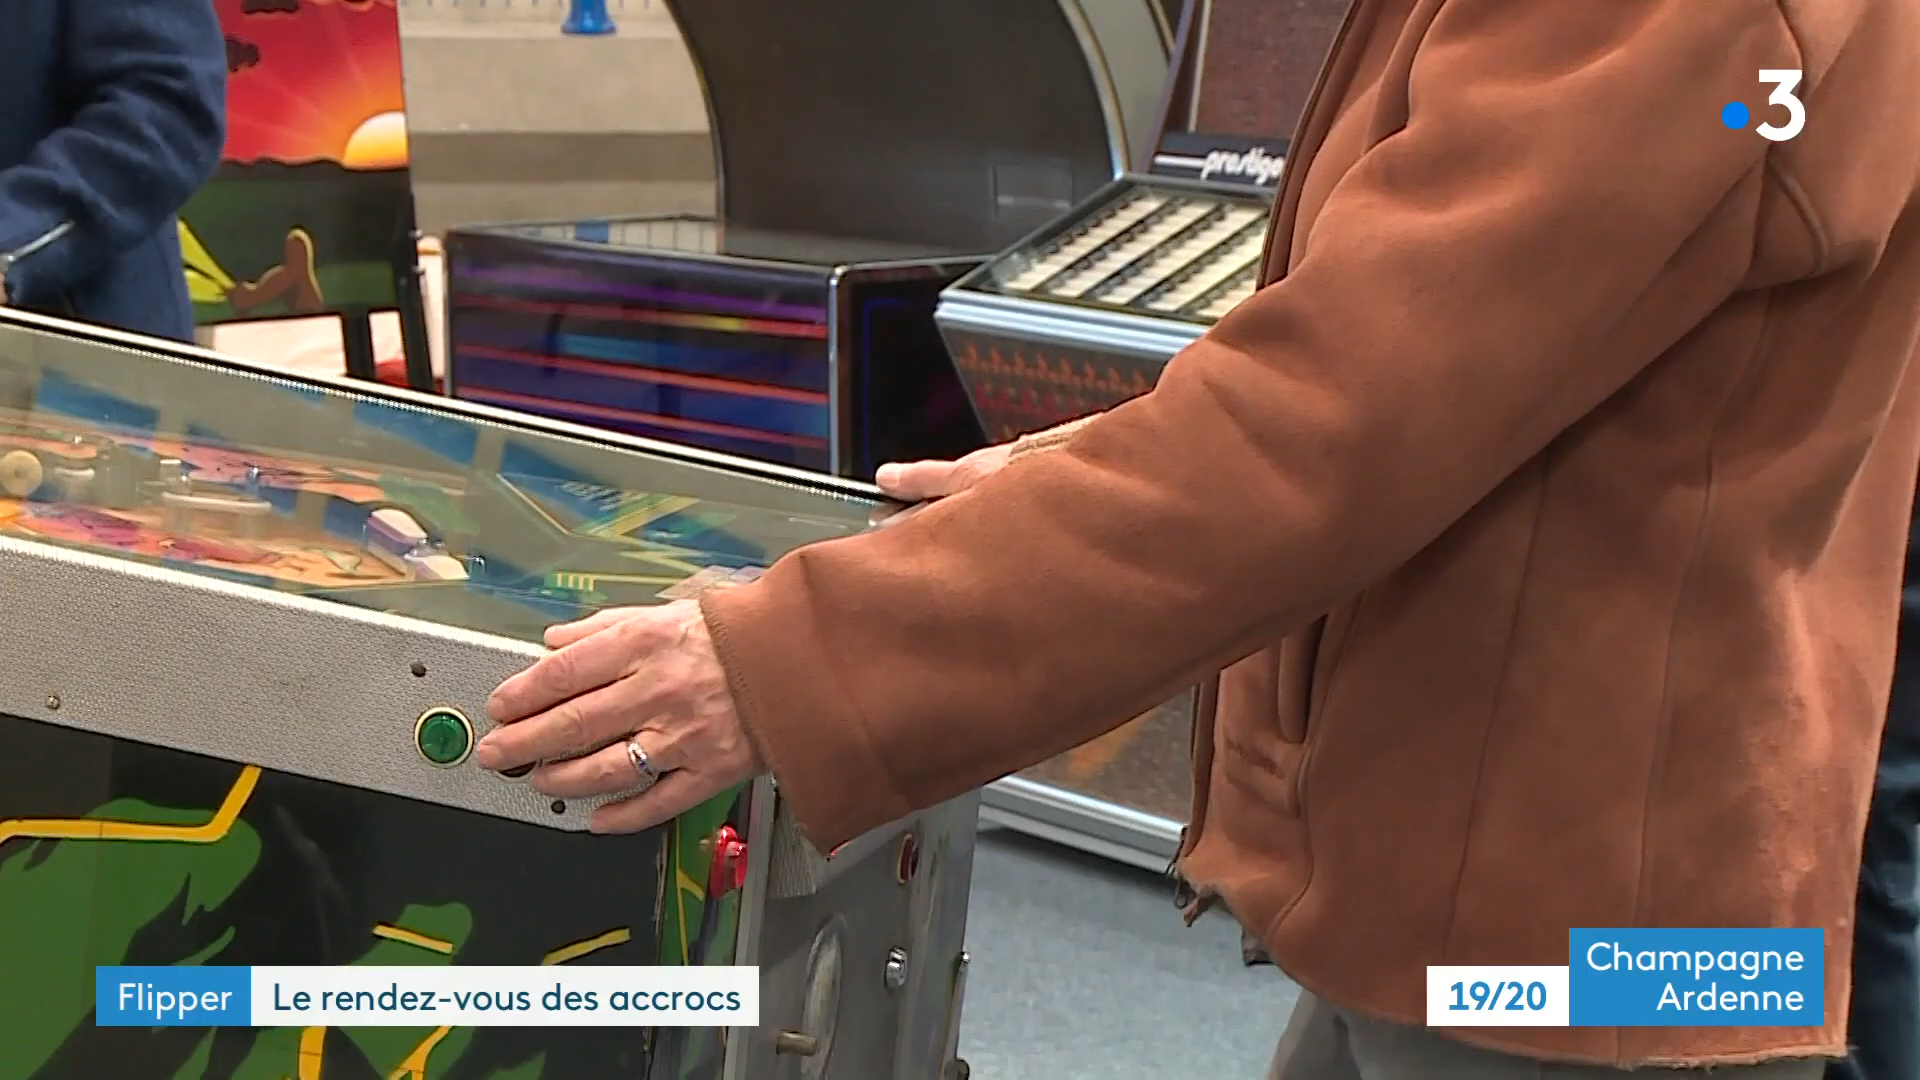 3
prestige
Flipper
Le rendez-vous des accrocs
19/20
Champagne
Ardenne